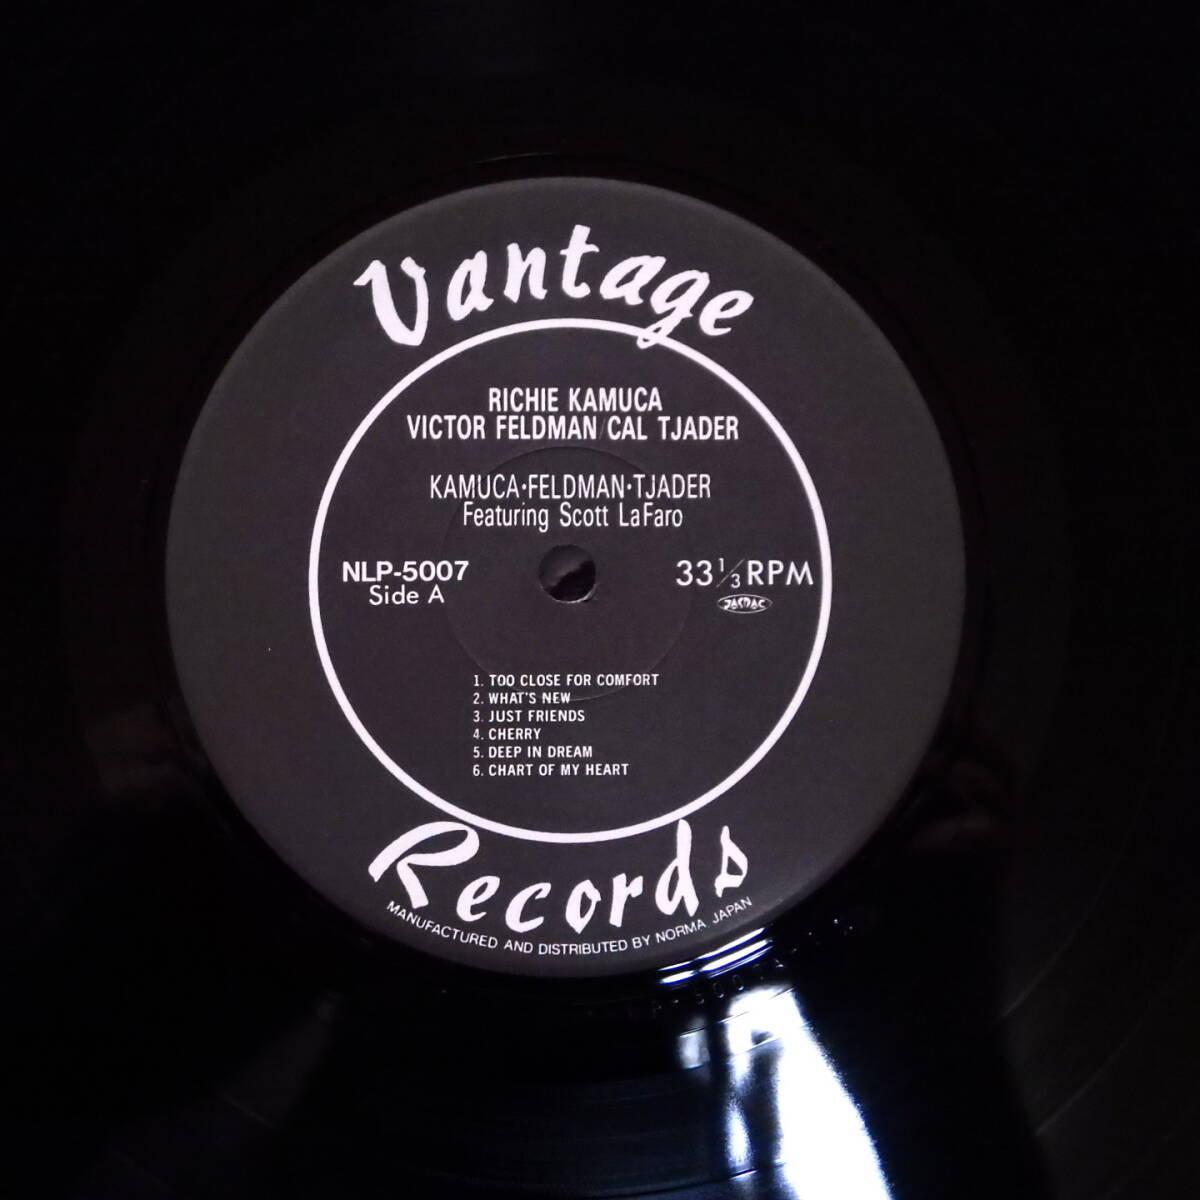 Vantage
RICHIE KAMUCA
VICTOR FELDMAN/CAL TJADER
KAMUCA·FELDMAN·TJADER
Featuring Scott LaFaro
NLP-5007
Side A
33 1/3 RPM
JASRAC
1. TOO CLOSE FOR COMFORT
2. WHAT'S NEW
3. JUST FRIENDS
4. CHERRY
5. DEEP IN DREAM
6. CHART OF MY HEART
Records
MANUFACTURED AND DISTRIBUTED BY NORMA. JAPAN